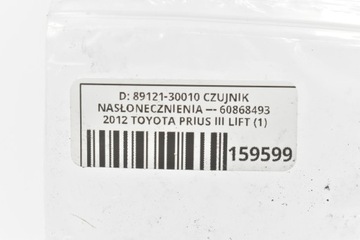 D: 89121-30010 CZUJNIK
NASŁONECZNIENIA --- 60868493
2012 TOYOTA PRIUS III LIFT (1)
159599